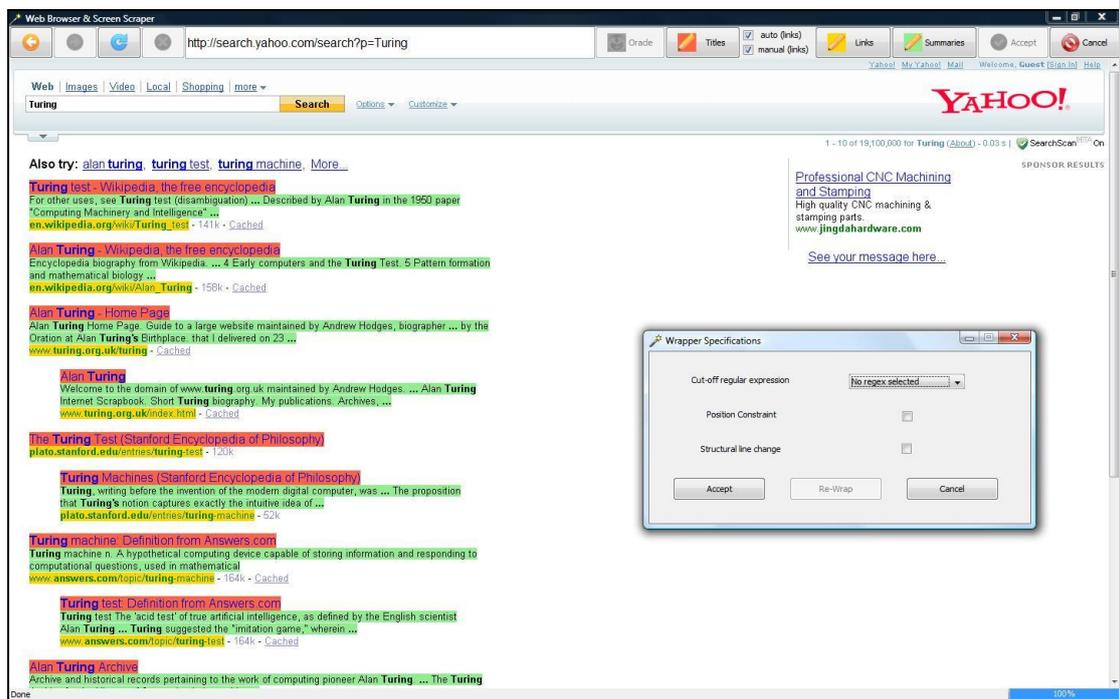 Web Browser & Screen Scraper
http://search.yahoo.com/search?p=Turing
Oracle
Titles
auto (links)
manual (links)
Links
Summaries
Accept
Cancel
Yahoo! My Yahoo! Mail Welcome, Guest [Sign In] Help
Web | Images | Video | Local | Shopping | more
Turing
Search
Options
Customize
YAHOO!
1 - 10 of 19,100,000 for Turing (About) - 0.03 s | SearchScan BETA On
Also try: alan turing, turing test, turing machine, More...
SPONSOR RESULTS
Turing test - Wikipedia, the free encyclopedia
For other uses, see Turing test (disambiguation) ... Described by Alan Turing in the 1950 paper
"Computing Machinery and Intelligence" ...
en.wikipedia.org/wiki/Turing_test - 141k - Cached
Alan Turing - Wikipedia, the free encyclopedia
Encyclopedia biography from Wikipedia. ... 4 Early computers and the Turing Test. 5 Pattern formation
and mathematical biology ...
en.wikipedia.org/wiki/Alan_Turing - 158k - Cached
Alan Turing - Home Page
Alan Turing Home Page. Guide to a large website maintained by Andrew Hodges, biographer ... by the
Oration at Alan Turing's Birthplace. that I delivered on 23 ...
www.turing.org.uk/turing - Cached
Alan Turing
Welcome to the domain of www.turing.org.uk maintained by Andrew Hodges. ... Alan Turing
Internet Scrapbook. Short Turing biography. My publications. Archives, ...
www.turing.org.uk/index.html - Cached
The Turing Test (Stanford Encyclopedia of Philosophy)
plato.stanford.edu/entries/turing-test - 120k
Turing Machines (Stanford Encyclopedia of Philosophy)
Turing, writing before the invention of the modern digital computer, was ... The proposition
that Turing's notion captures exactly the intuitive idea of ...
plato.stanford.edu/entries/turing-machine - 52k
Turing machine: Definition from Answers.com
Turing machine n. A hypothetical computing device capable of storing information and responding to
computational questions, used in mathematical
www.answers.com/topic/turing-machine - 164k - Cached
Turing test: Definition from Answers.com
Turing test The 'acid test' of true artificial intelligence, as defined by the English scientist
Alan Turing ... Turing suggested the "imitation game," wherein ...
www.answers.com/topic/turing-test - 164k - Cached
Alan Turing Archive
Archive and historical records pertaining to the work of computing pioneer Alan Turing. ... The Turing
Professional CNC Machining
and Stamping
High quality CNC machining &
stamping parts.
www.jingdahardware.com
See your message here...
Wrapper Specifications
Cut-off regular expression
No regex selected
Position Constraint
Structural line change
Accept
Re-Wrap
Cancel
Done
100%